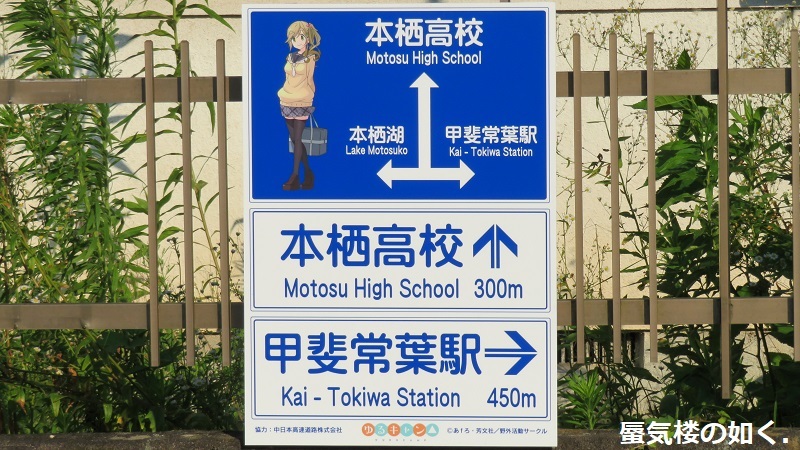 本栖高校
Motosu High School
本栖湖
Lake Motosuko
甲斐常葉駅
Kai - Tokiwa Station
本栖高校
Motosu High School 300m
甲斐常葉駅
Kai - Tokiwa Station 450m
協力：中日本高速道路株式会社
ゆるキャン△
©あfろ・芳文社／野外活動サークル
蜃気楼の如く.